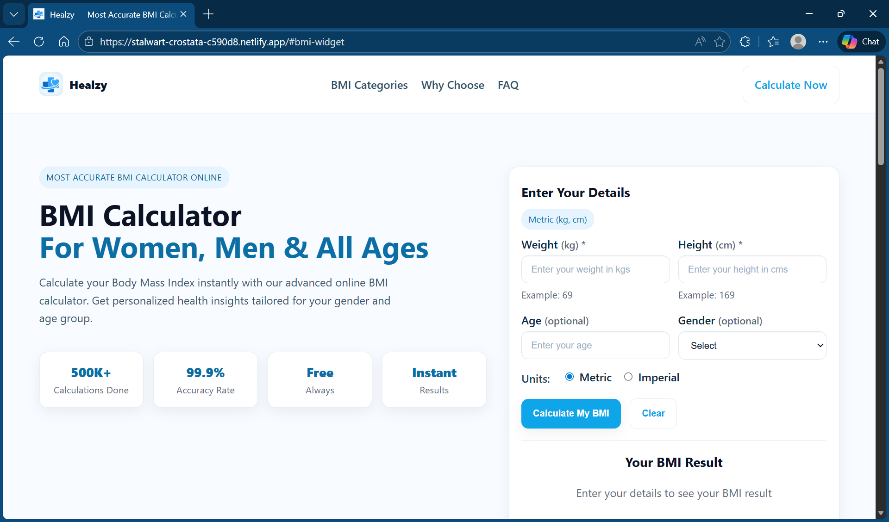 Healzy Most Accurate BMI Calc
https://stalwart-crostata-c590d8.netlify.app/#bmi-widget
Chat
Healzy
BMI Categories Why Choose FAQ
Calculate Now
MOST ACCURATE BMI CALCULATOR ONLINE
BMI Calculator
For Women, Men & All Ages
Calculate your Body Mass Index instantly with our advanced online BMI
calculator. Get personalized health insights tailored for your gender and
age group.
500K+
Calculations Done
99.9%
Accuracy Rate
Free
Always
Instant
Results
Enter Your Details
Metric (kg, cm)
Weight (kg) * Height (cm) *
Enter your weight in kgs Enter your height in cms
Example: 69 Example: 169
Age (optional) Gender (optional)
Enter your age Select
Units: Metric Imperial
Calculate My BMI Clear
Your BMI Result
Enter your details to see your BMI result